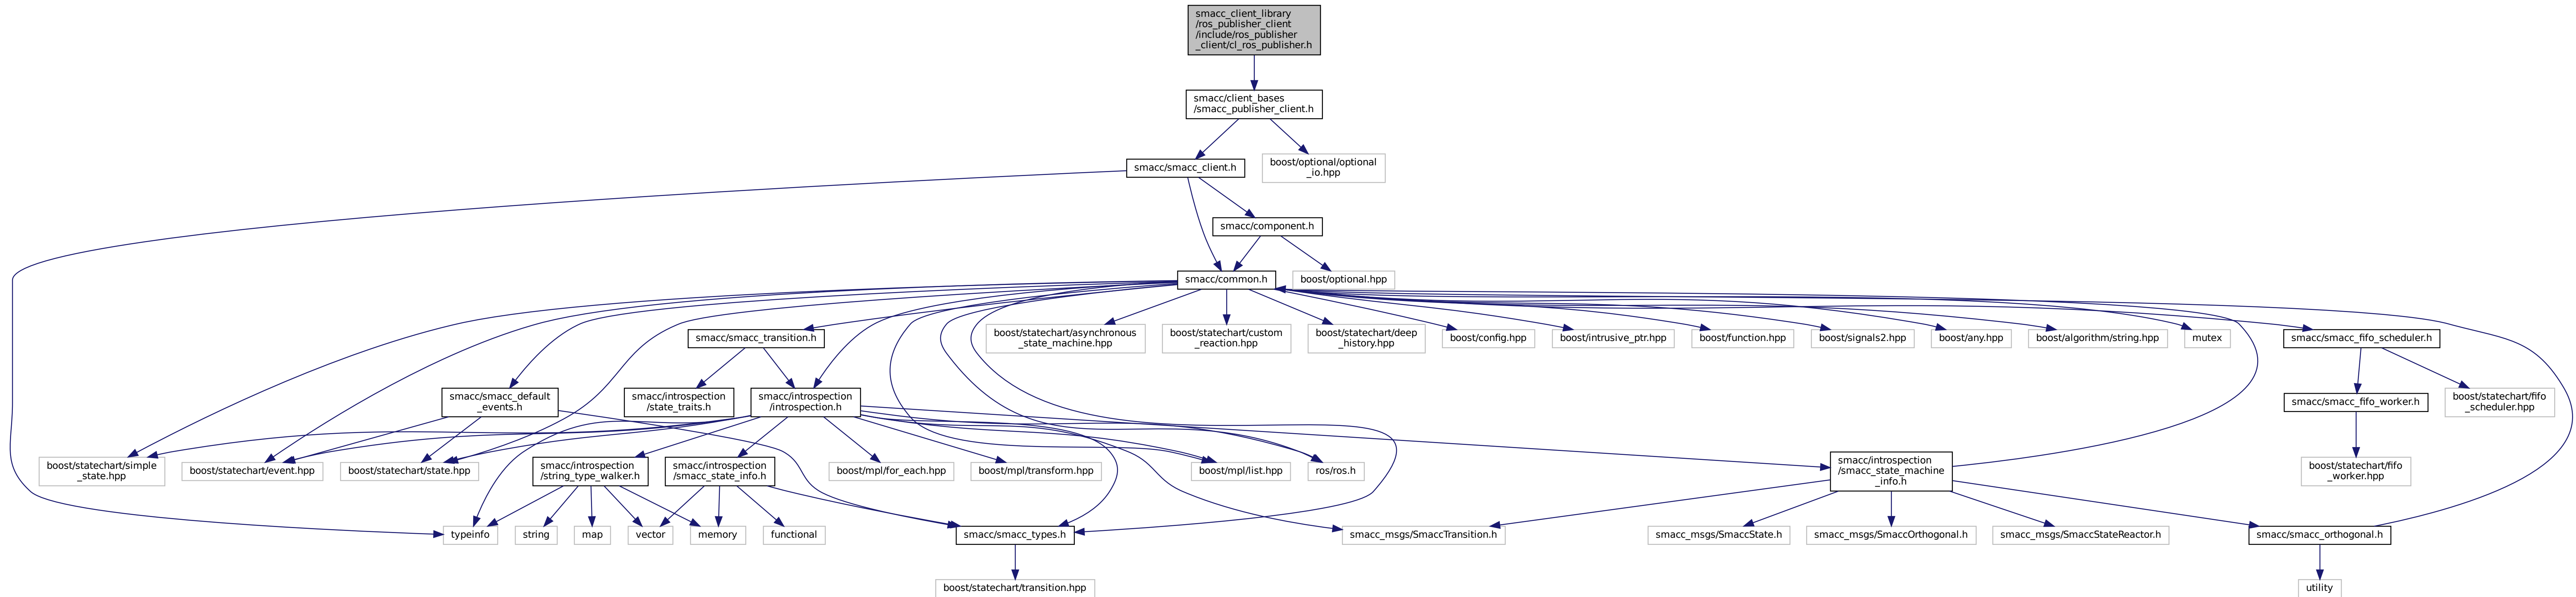 smacc_client_library
/ros_publisher_client
/include/ros_publisher
_client/cl_ros_publisher.h
smacc/client_bases
/smacc_publisher_client.h
smacc/smacc_client.h
boost/optional/optional
_io.hpp
smacc/component.h
smacc/common.h
boost/optional.hpp
smacc/smacc_transition.h
boost/statechart/asynchronous
_state_machine.hpp
boost/statechart/custom
_reaction.hpp
boost/statechart/deep
_history.hpp
boost/config.hpp
boost/intrusive_ptr.hpp
boost/function.hpp
boost/signals2.hpp
boost/any.hpp
boost/algorithm/string.hpp
mutex
smacc/smacc_fifo_scheduler.h
smacc/smacc_default
_events.h
smacc/introspection
/state_traits.h
smacc/introspection
/introspection.h
smacc/smacc_fifo_worker.h
boost/statechart/fifo
_scheduler.hpp
boost/statechart/simple
_state.hpp
boost/statechart/event.hpp
boost/statechart/state.hpp
smacc/introspection
/string_type_walker.h
smacc/introspection
/smacc_state_info.h
boost/mpl/for_each.hpp
boost/mpl/transform.hpp
boost/mpl/list.hpp
ros/ros.h
smacc/introspection
/smacc_state_machine
_info.h
boost/statechart/fifo
_worker.hpp
typeinfo
string
map
vector
memory
functional
smacc/smacc_types.h
smacc_msgs/SmaccTransition.h
smacc_msgs/SmaccState.h
smacc_msgs/SmaccOrthogonal.h
smacc_msgs/SmaccStateReactor.h
smacc/smacc_orthogonal.h
boost/statechart/transition.hpp
utility